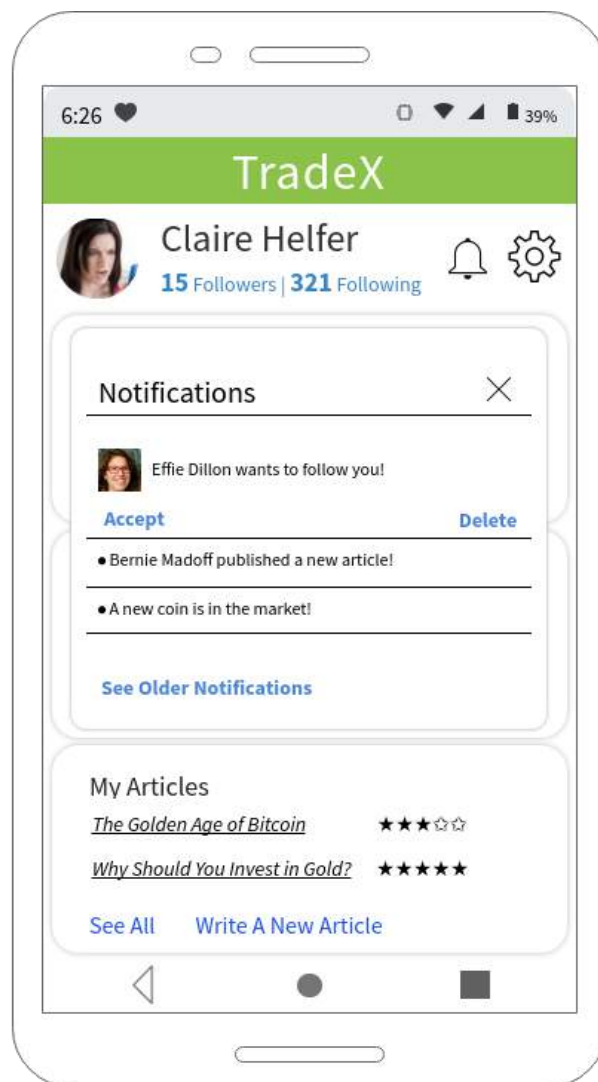 6:26
39%
TradeX
Claire Helfer
15 Followers | 321 Following
Notifications
Effie Dillon wants to follow you!
Accept Delete
Bernie Madoff published a new article!
A new coin is in the market!
See Older Notifications
My Articles
The Golden Age of Bitcoin
Why Should You Invest in Gold?
See All Write A New Article